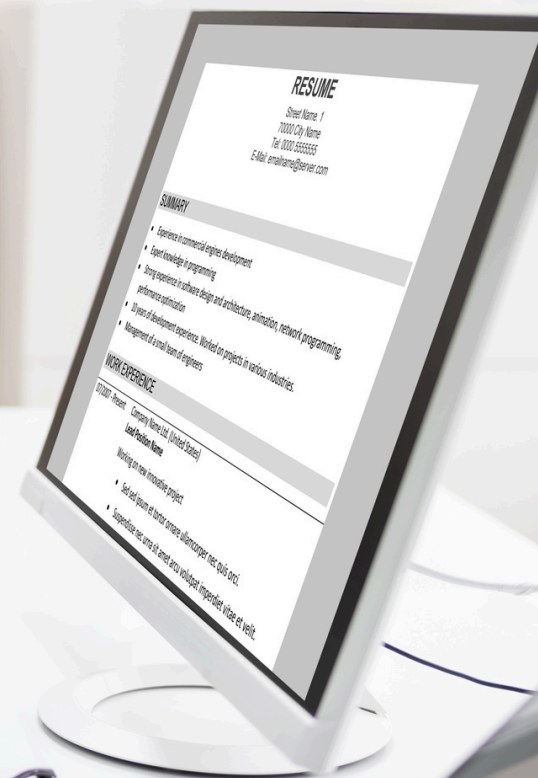 RESUME
Street Name. 1
70000 City Name
Tel: 0000 5555555
E-Mail: emailname@server.com
SUMMARY
• Experience in commercial engines development
• Expert knowledge in programming
• Strong experience in software design and architecture, animation, network programming,
performance optimization
• 10 years of development experience. Worked on projects in various industries.
• Management of a small team of engineers
WORK EXPERIENCE
07/2007 - Present Company Name Ltd. (United States)
Lead Position Name
Working on new innovative project
• Sed sed ipsum et tortor ornare ullamcorper nec quis orci.
• Suspendisse nec urna sit amet arcu volutpat imperdiet vitae et velit.